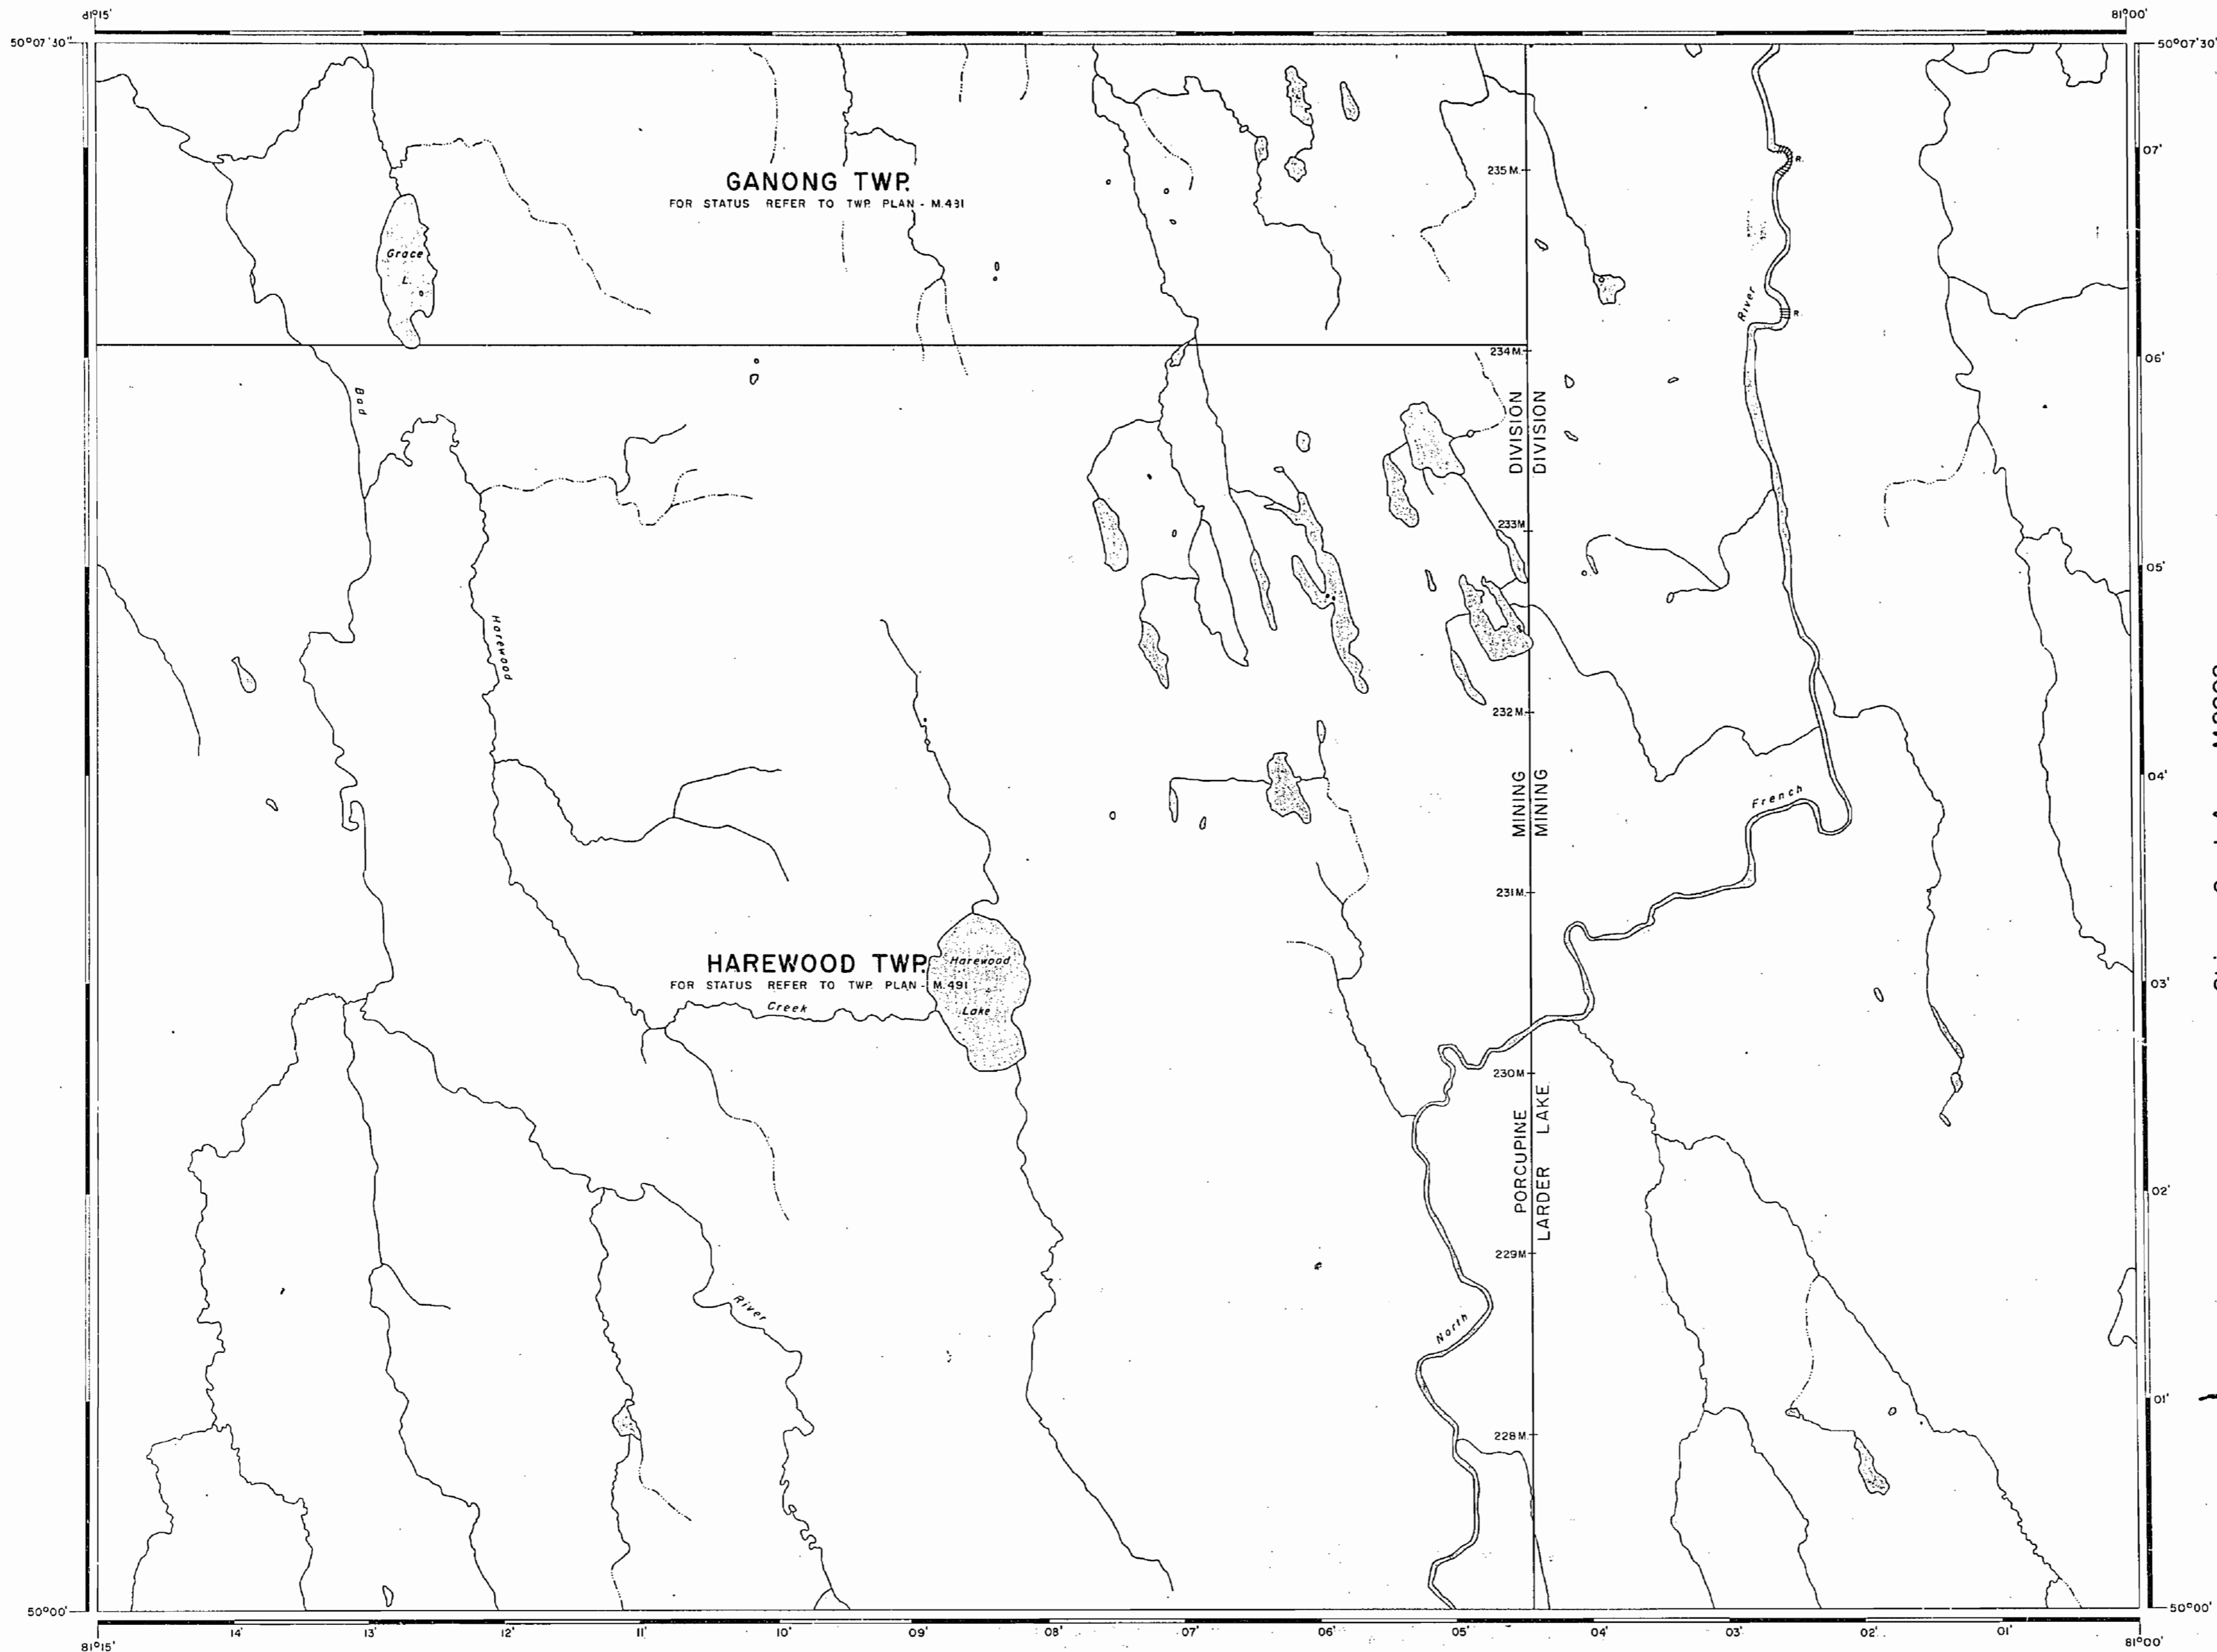 81°15'
81°00'
50°07'30"
50°07'30"
07'
R.
235M.
GANONG TWP.
FOR STATUS REFER TO TWP. PLAN - M.431
Grace
L.
River
R.
234M.
06'
Bad
DIVISION
DIVISION
233M.
05'
Harewood
232M.
04'
MINING
MINING
French
231M.
HAREWOOD TWP.
Harewood
FOR STATUS REFER TO TWP. PLAN - M.491
03'
Creek
Lake
230M.
PORCUPINE
LARDER LAKE
02'
229M.
River
North
01'
228M.
50°00'
50°00'
81°15'
14'
13'
12'
11'
10'
09'
08'
07'
06'
05'
04'
03'
02'
01'
81°00'